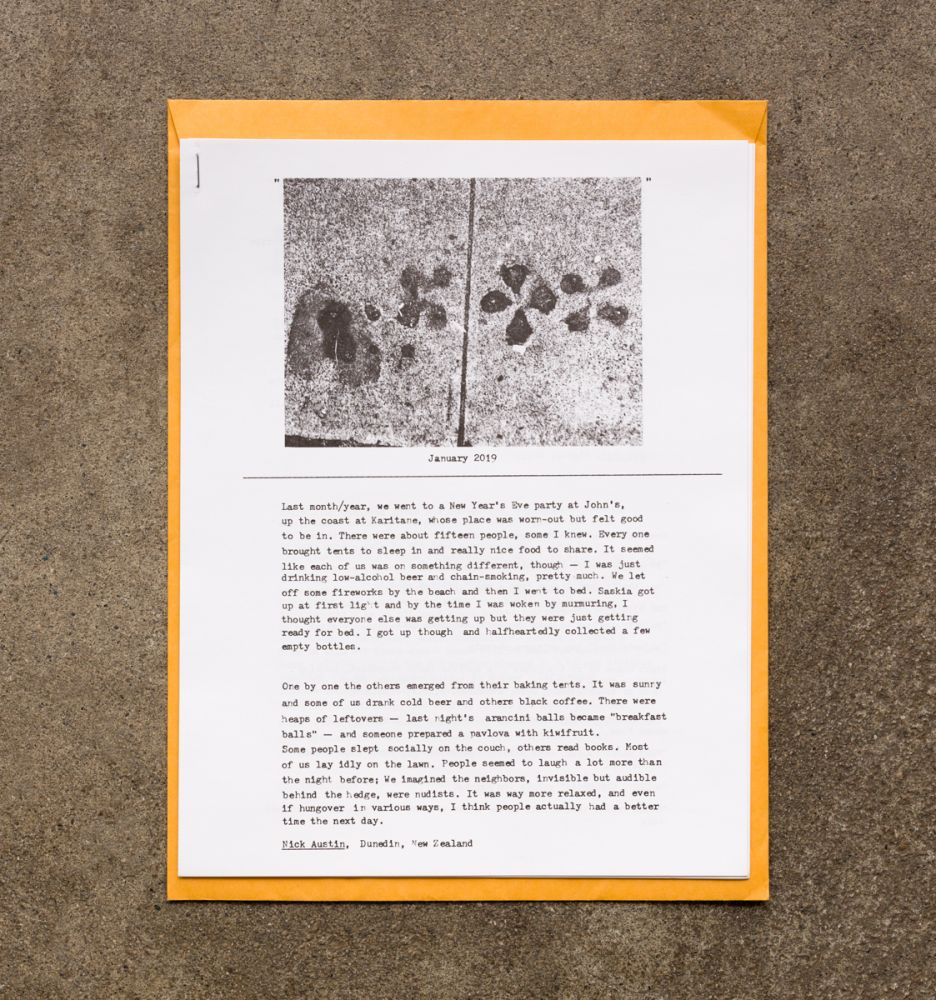 " "
January 2019
Last month/year, we went to a New Year's Eve party at John's,
up the coast at Karitane, whose place was worn-out but felt good
to be in. There were about fifteen people, some I knew. Every one
brought tents to sleep in and really nice food to share. It seemed
like each of us was on something different, though — I was just
drinking low-alcohol beer and chain-smoking, pretty much. We let
off some fireworks by the beach and then I went to bed. Saskia got
up at first light and by the time I was woken by murmuring, I
thought everyone else was getting up but they were just getting
ready for bed. I got up though and halfheartedly collected a few
empty bottles.
One by one the others emerged from their baking tents. It was sunny
and some of us drank cold beer and others black coffee. There were
heaps of leftovers — last night's arancini balls became "breakfast
balls" — and someone prepared a pavlova with kiwifruit.
Some people slept socially on the couch, others read books. Most
of us lay idly on the lawn. People seemed to laugh a lot more than
the night before; We imagined the neighbors, invisible but audible
behind the hedge, were nudists. It was way more relaxed, and even
if hungover in various ways, I think people actually had a better
time the next day.
Nick Austin, Dunedin, New Zealand